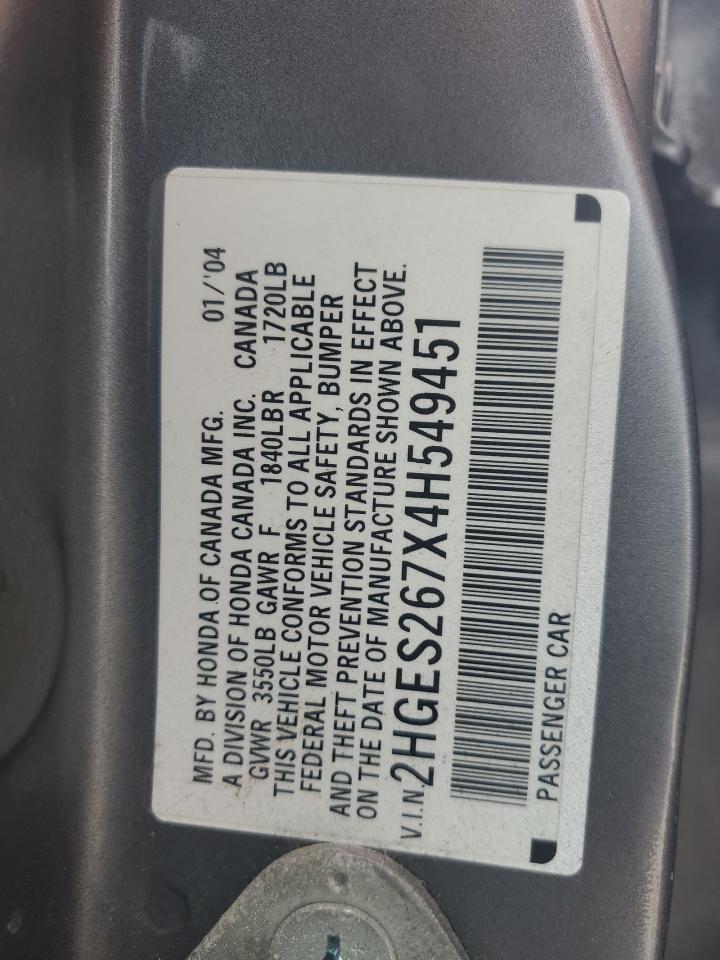 MFD. BY HONDA OF CANADA MFG. 01/'04
A DIVISION OF HONDA CANADA INC. CANADA
GVWR 3550LB GAWR F 1840LBR 1720LB
THIS VEHICLE CONFORMS TO ALL APPLICABLE
FEDERAL MOTOR VEHICLE SAFETY, BUMPER
AND THEFT PREVENTION STANDARDS IN EFFECT
ON THE DATE OF MANUFACTURE SHOWN ABOVE.
V.I.N. 2HGES267X4H549451
PASSENGER CAR